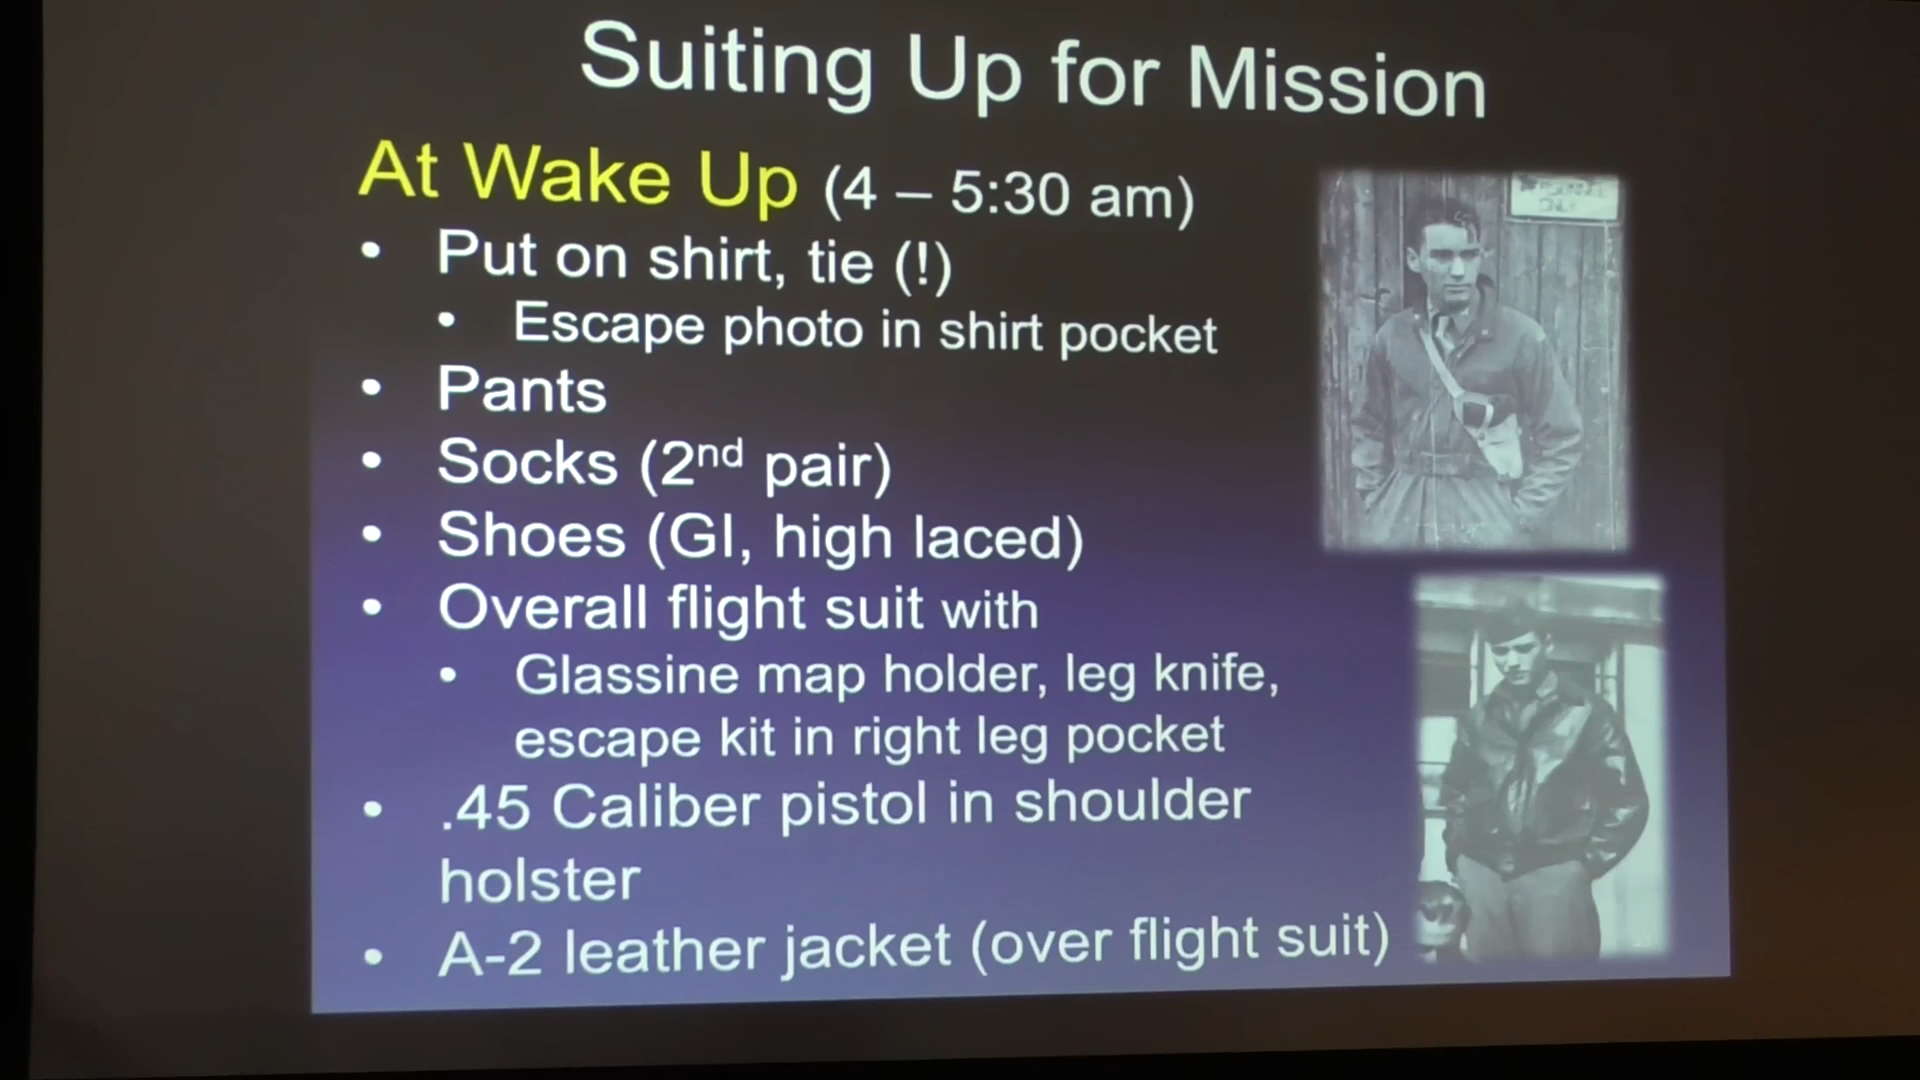 Suiting Up for Mission
At Wake Up (4 – 5:30 am)
• Put on shirt, tie (!)
• Escape photo in shirt pocket
• Pants
• Socks (2nd pair)
• Shoes (GI, high laced)
• Overall flight suit with
• Glassine map holder, leg knife,
escape kit in right leg pocket
• .45 Caliber pistol in shoulder
holster
• A-2 leather jacket (over flight suit)
ONLY